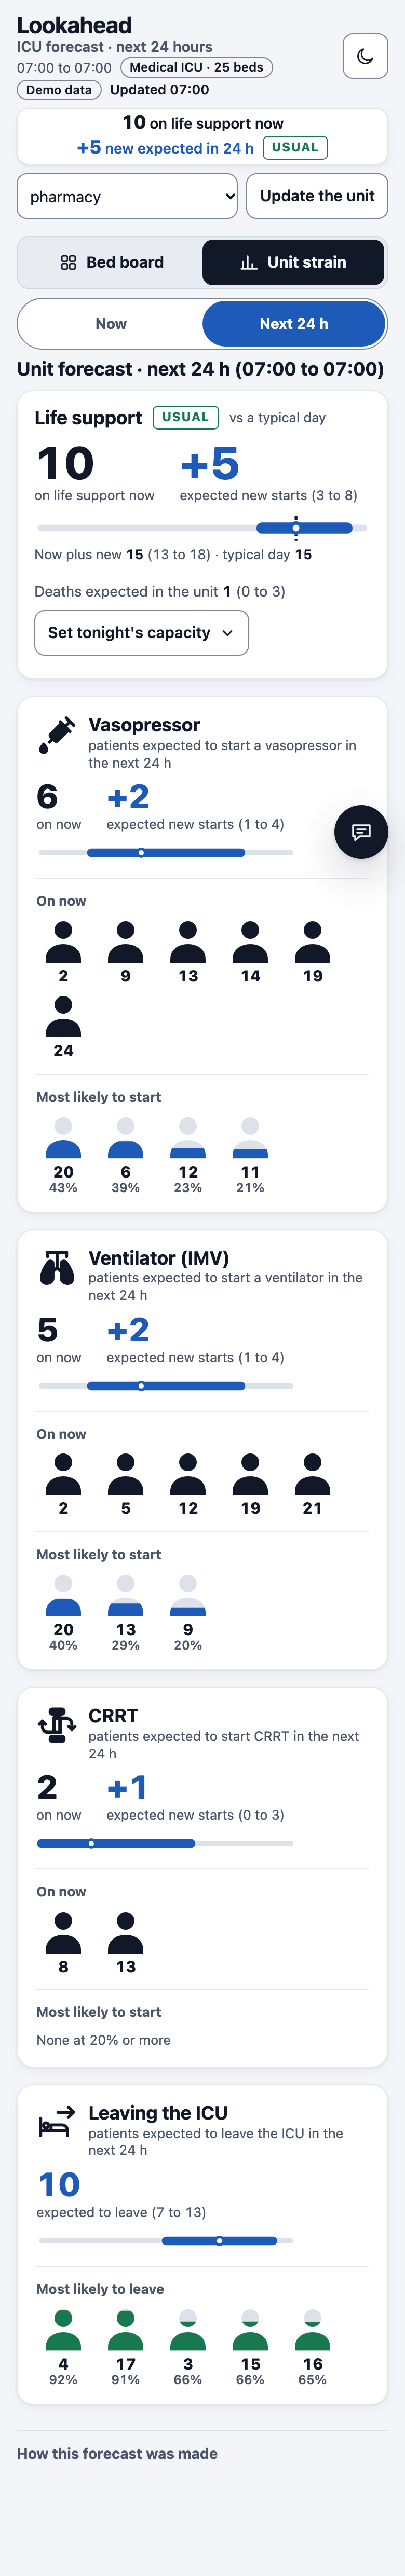 Lookahead
ICU forecast · next 24 hours
07:00 to 07:00 Medical ICU · 25 beds
Demo data Updated 07:00
10 on life support now
+5 new expected in 24 h USUAL
pharmacy
Update the unit
Bed board
Unit strain
Now
Next 24 h
Unit forecast · next 24 h (07:00 to 07:00)
Life support USUAL vs a typical day
10 +5
on life support now expected new starts (3 to 8)
Now plus new 15 (13 to 18) · typical day 15
Deaths expected in the unit 1 (0 to 3)
Set tonight's capacity
Vasopressor
patients expected to start a vasopressor in
the next 24 h
6 +2
on now expected new starts (1 to 4)
On now
2 9 13 14 19
24
Most likely to start
20 6 12 11
43% 39% 23% 21%
Ventilator (IMV)
patients expected to start a ventilator in the
next 24 h
5 +2
on now expected new starts (1 to 4)
On now
2 5 12 19 21
Most likely to start
20 13 9
40% 29% 20%
CRRT
patients expected to start CRRT in the next
24 h
2 +1
on now expected new starts (0 to 3)
On now
8 13
Most likely to start
None at 20% or more
Leaving the ICU
patients expected to leave the ICU in the
next 24 h
10
expected to leave (7 to 13)
Most likely to leave
4 17 3 15 16
92% 91% 66% 66% 65%
How this forecast was made